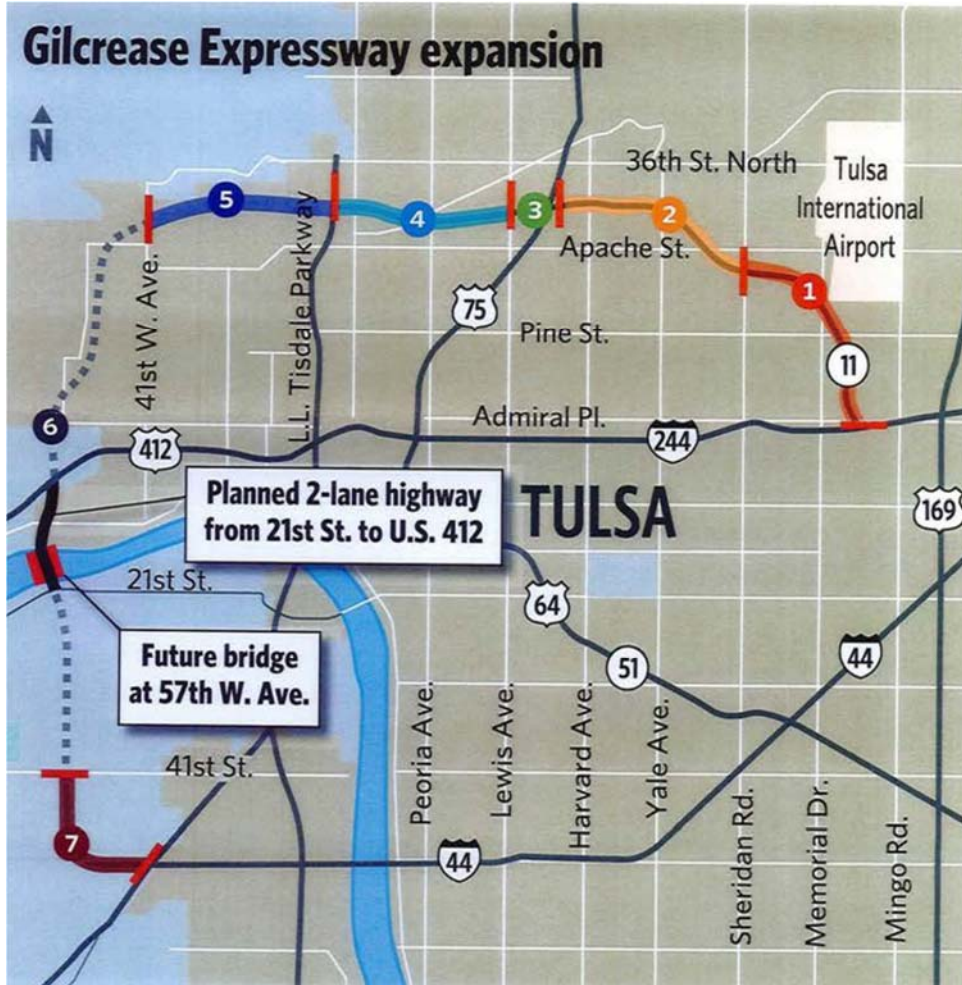 Gilcrease Expressway expansion
N
36th St. North
Tulsa
International
Airport
5
4
3
2
1
Apache St.
41st W. Ave.
L.L. Tisdale Parkway
75
Pine St.
11
6
412
Admiral Pl.
244
Planned 2-lane highway
from 21st St. to U.S. 412
TULSA
169
21st St.
64
Future bridge
at 57th W. Ave.
51
44
41st St.
Peoria Ave.
Lewis Ave.
Harvard Ave.
Yale Ave.
Sheridan Rd.
Memorial Dr.
Mingo Rd.
7
44